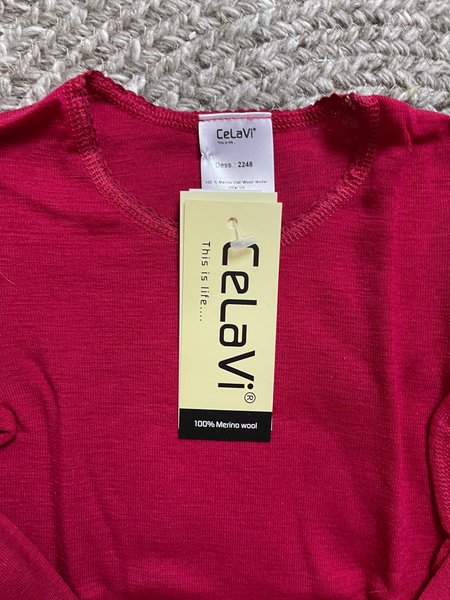 CeLaVi®
This is life...
Dess.: 2248
CeLaVi®
This is life....
100% Merino wool